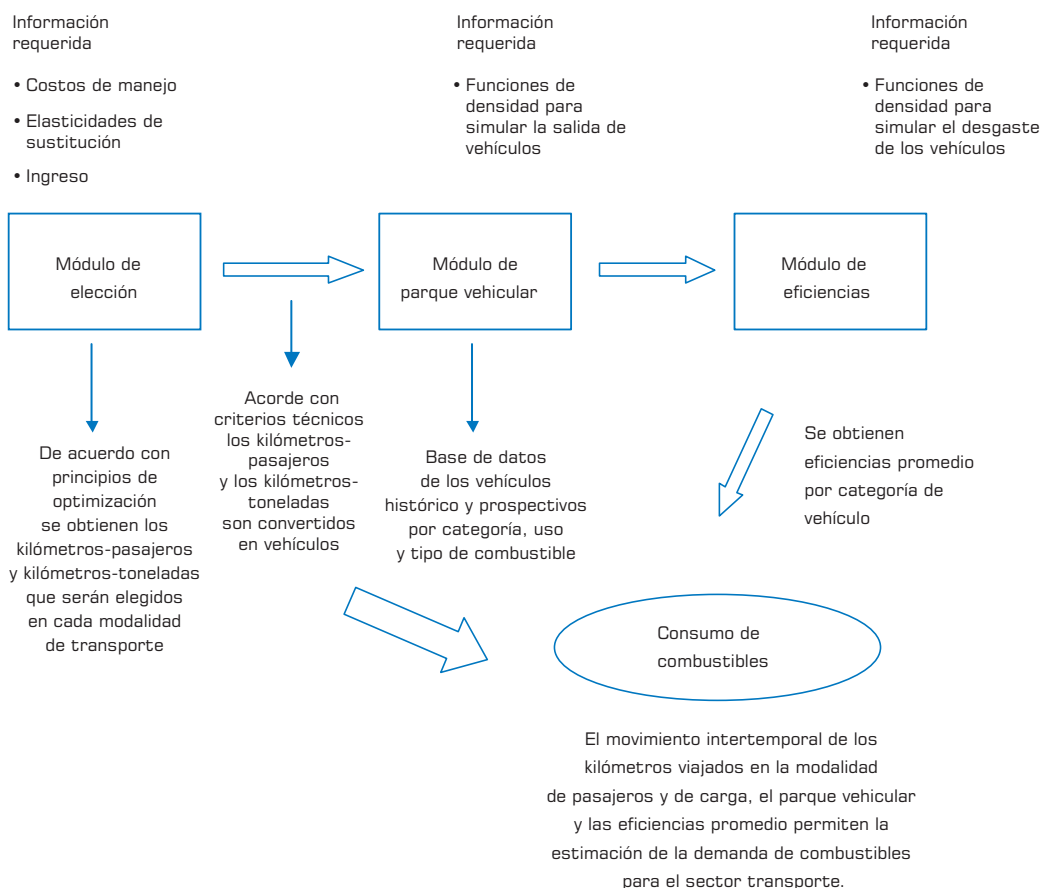 Información
requerida
• Costos de manejo
• Elasticidades de
sustitución
• Ingreso
Información
requerida
• Funciones de
densidad para
simular la salida de
vehículos
Información
requerida
• Funciones de
densidad para
simular el desgaste
de los vehículos
Módulo de
elección
Módulo de
parque vehicular
Módulo de
eficiencias
De acuerdo con
principios de
optimización
se obtienen los
kilómetros-pasajeros
y kilómetros-toneladas
que serán elegidos
en cada modalidad
de transporte
Acorde con
criterios técnicos
los kilómetros-
pasajeros
y los kilómetros-
toneladas
son convertidos
en vehículos
Base de datos
de los vehículos
histórico y prospectivos
por categoría, uso
y tipo de combustible
Se obtienen
eficiencias promedio
por categoría de
vehículo
Consumo de
combustibles
El movimiento intertemporal de los
kilómetros viajados en la modalidad
de pasajeros y de carga, el parque vehicular
y las eficiencias promedio permiten la
estimación de la demanda de combustibles
para el sector transporte.